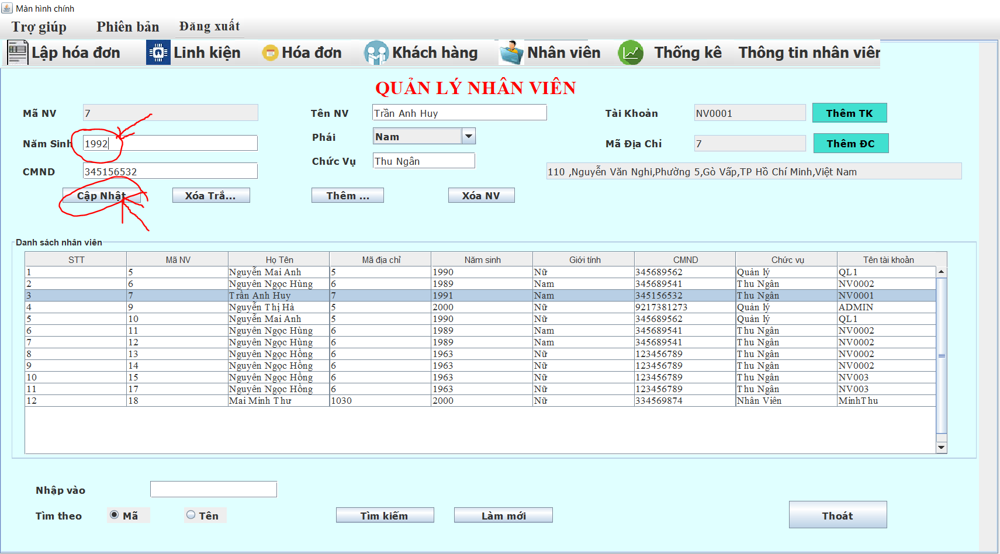 Màn hình chính
Trợ giúp Phiên bản Đăng xuất
Lập hóa đơn Linh kiện Hóa đơn Khách hàng Nhân viên Thống kê Thông tin nhân viên
QUẢN LÝ NHÂN VIÊN
Mã NV 7 Tên NV Trần Anh Huy Tài Khoản NV0001 Thêm TK
Năm Sinh 1992 Phái Nam Mã Địa Chỉ 7 Thêm ĐC
Chức Vụ Thu Ngân
CMND 345156532 110 ,Nguyễn Văn Nghi,Phường 5,Gò Vấp,TP Hồ Chí Minh,Việt Nam
Cập Nhật Xóa Trắ... Thêm ... Xóa NV
Danh sách nhân viên
STT Mã NV Họ Tên Mã địa chỉ Năm sinh Giới tính CMND Chức vụ Tên tài khoản
1 5 Nguyễn Mai Anh 5 1990 Nữ 345689562 Quản lý QL1
2 6 Nguyên Ngọc Hùng 6 1989 Nam 345689541 Thu Ngân NV0002
3 7 Trần Anh Huy 7 1991 Nam 345156532 Thu Ngân NV0001
4 9 Nguyễn Thị Hà 5 2000 Nữ 9217381273 Quản lý ADMIN
5 10 Nguyễn Mai Anh 5 1990 Nữ 345689562 Quản lý QL1
6 11 Nguyên Ngọc Hùng 6 1989 Nam 345689541 Thu Ngân NV0002
7 12 Nguyên Ngọc Hùng 6 1989 Nam 345689541 Thu Ngân NV0002
8 13 Nguyên Ngọc Hồng 6 1963 Nữ 123456789 Thu Ngân NV0002
9 14 Nguyên Ngọc Hồng 6 1963 Nữ 123456789 Thu Ngân NV0002
10 15 Nguyên Ngọc Hồng 6 1963 Nữ 123456789 Thu Ngân NV003
11 17 Nguyên Ngọc Hồng 6 1963 Nữ 123456789 Thu Ngân NV003
12 18 Mai Minh Thư 1030 2000 Nữ 334569874 Nhân Viên MinhThu
Nhập vào
Tìm theo Mã Tên Tìm kiếm Làm mới Thoát